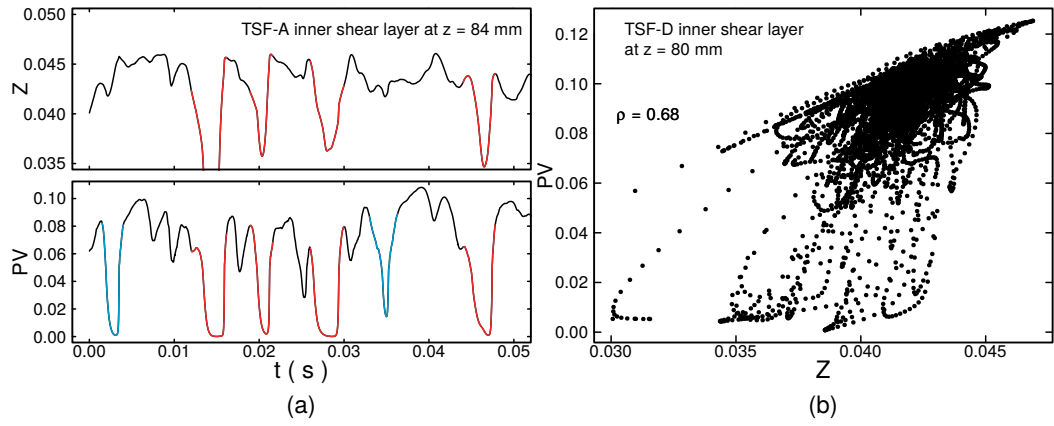 TSF-A inner shear layer at z = 84 mm
0.050
0.045
0.040
0.035
Z
0.10
0.08
0.06
0.04
0.02
0.00
PV
0.00 0.01 0.02 0.03 0.04 0.05
t ( s )
(a)
TSF-D inner shear layer
at z = 80 mm
ρ = 0.68
0.12
0.10
0.08
0.06
0.04
0.02
0.00
PV
0.030 0.035 0.040 0.045
Z
(b)